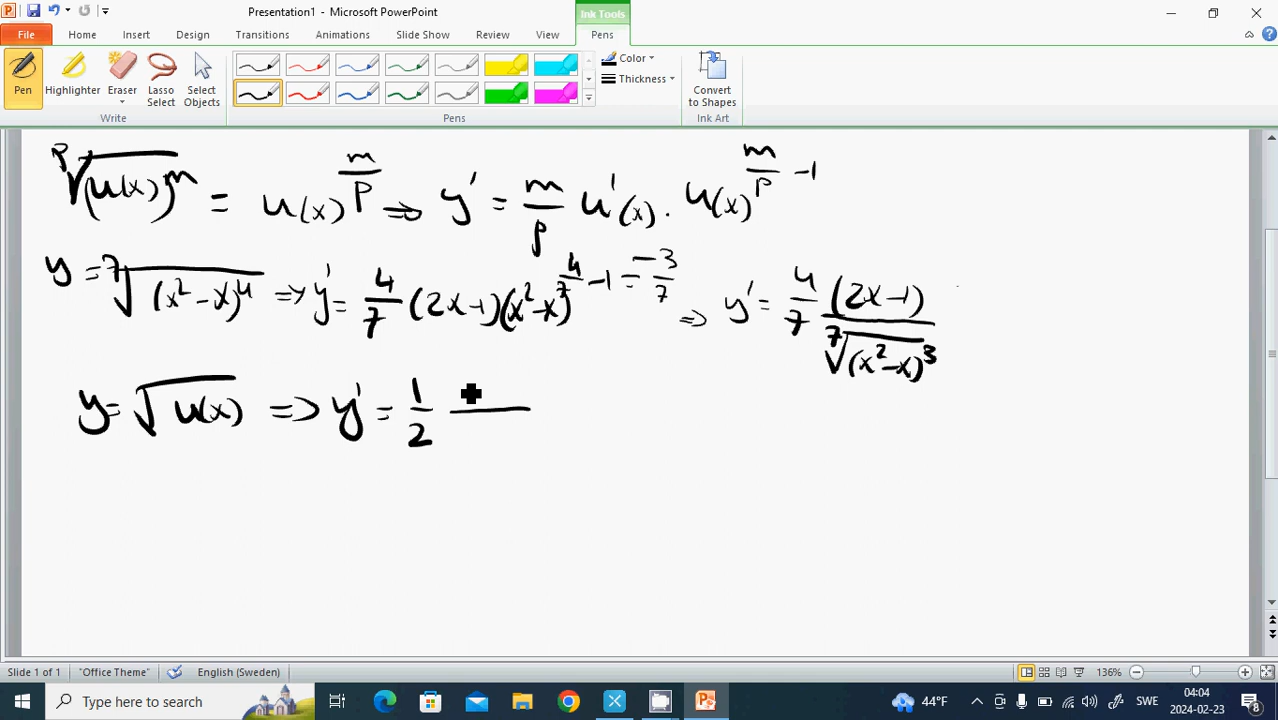 Presentation1 - Microsoft PowerPoint
Ink Tools
File Home Insert Design Transitions Animations Slide Show Review View Pens
Pen Highlighter Eraser Lasso Select Select Objects
Color
Thickness
Convert to Shapes
Write Pens Ink Art
ᵖ√(u(x))^m = u(x)^(m/p) => y' = m/p u'(x) · u(x)^(m/p -1)
y = ⁷√(x²-x)⁴ => y' = 4/7 (2x-1)(x²-x)^(4/7 -1 = -3/7) => y' = 4/7 (2x-1)/⁷√(x²-x)³
y = √u(x) => y' = 1/2
Slide 1 of 1 "Office Theme" English (Sweden) 136%
Type here to search 44°F SWE 04:04 2024-02-23 8